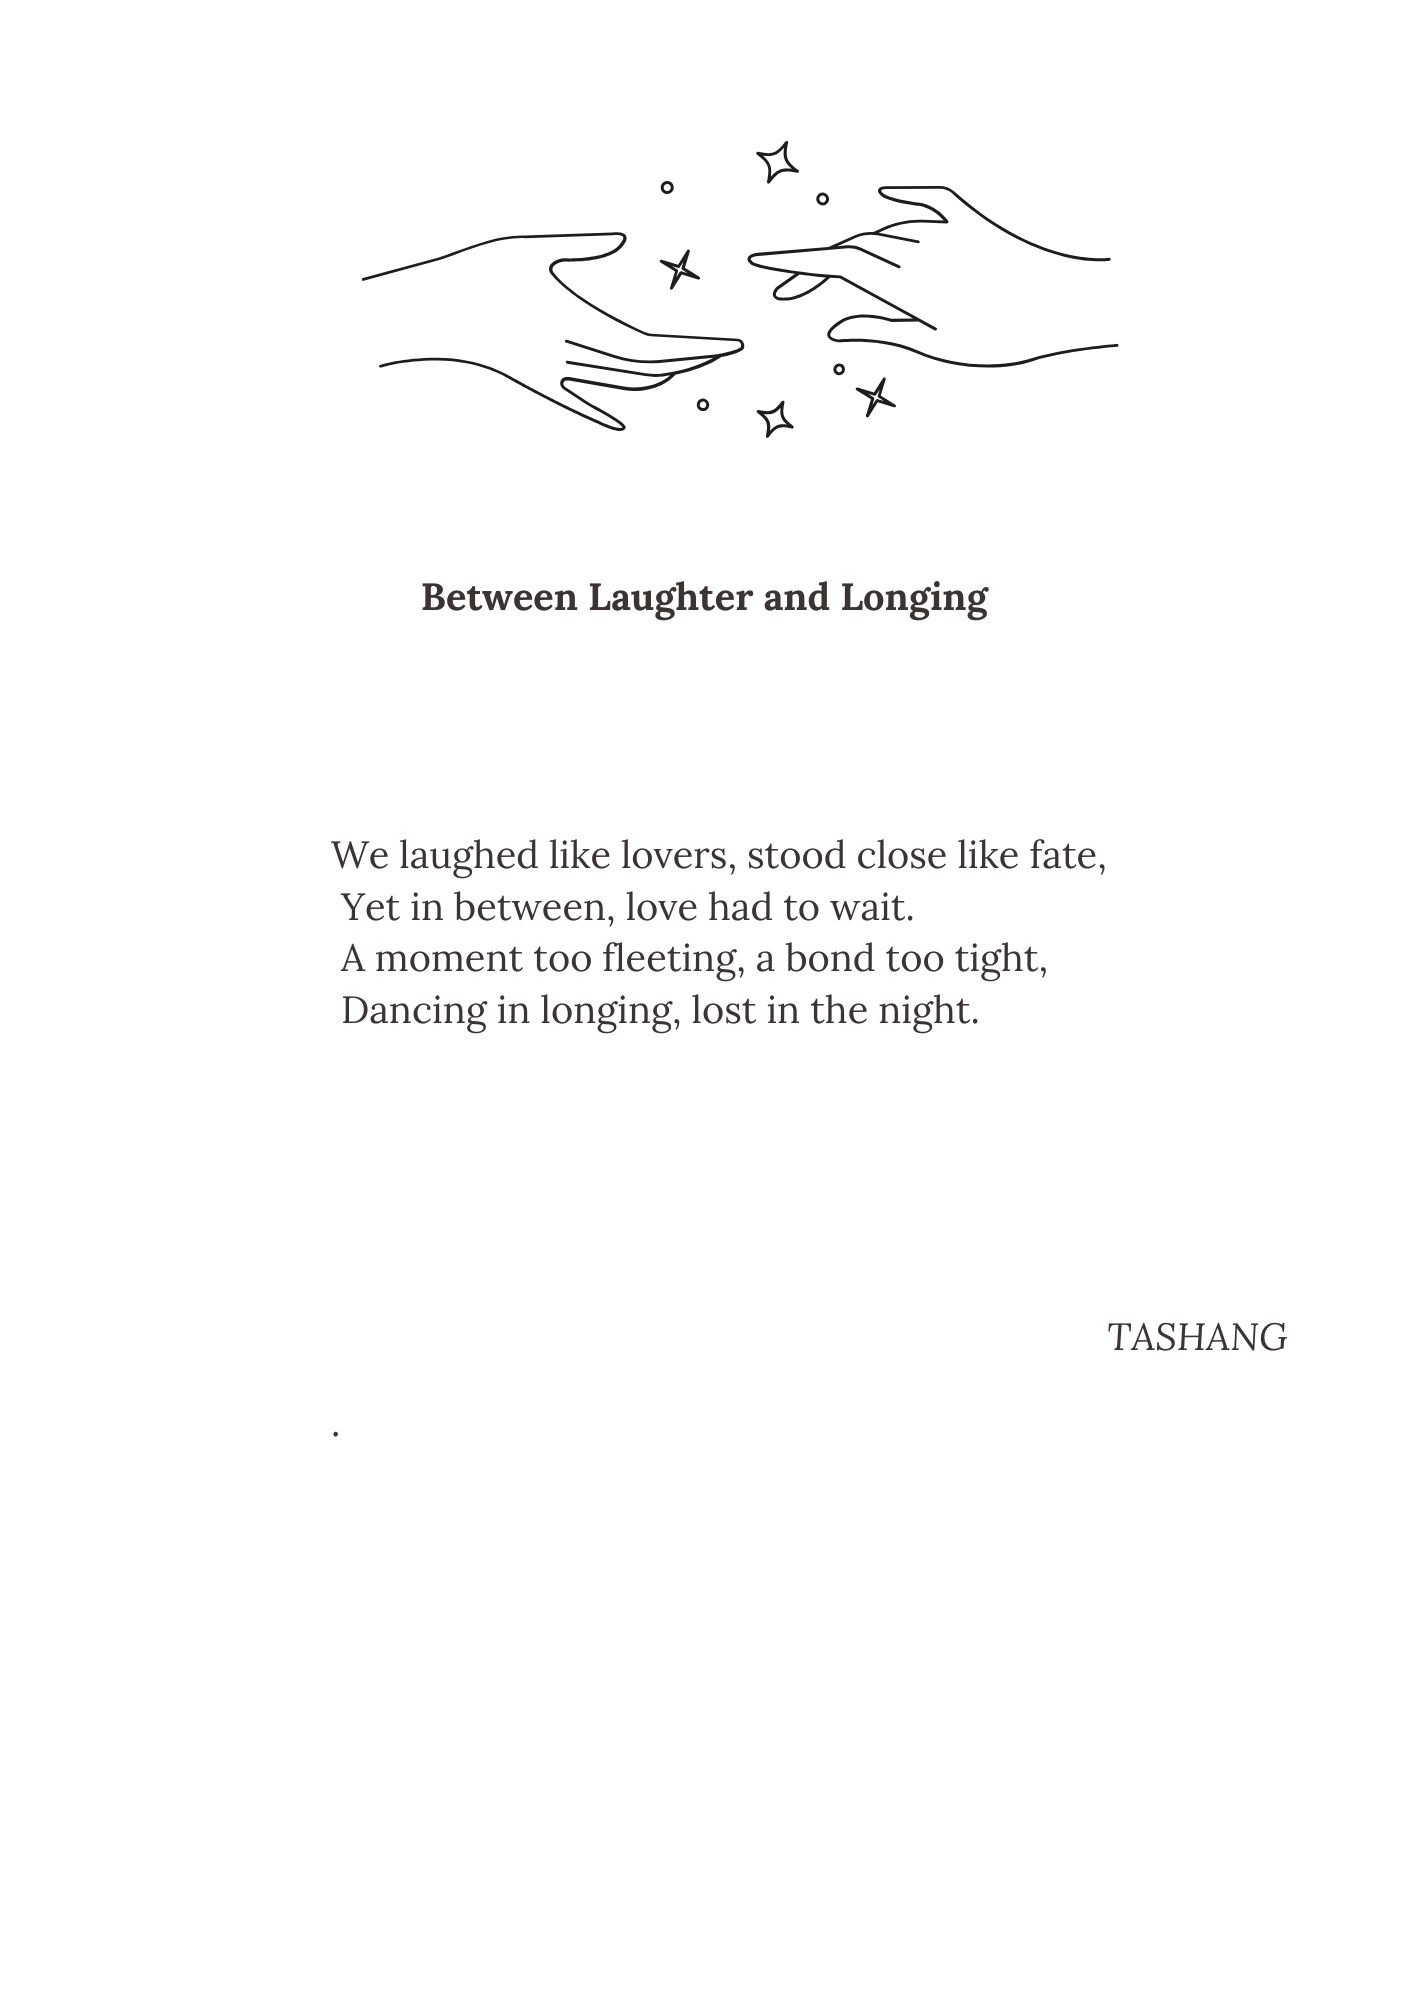 Between Laughter and Longing
We laughed like lovers, stood close like fate,
Yet in between, love had to wait.
A moment too fleeting, a bond too tight,
Dancing in longing, lost in the night.
TASHANG
.